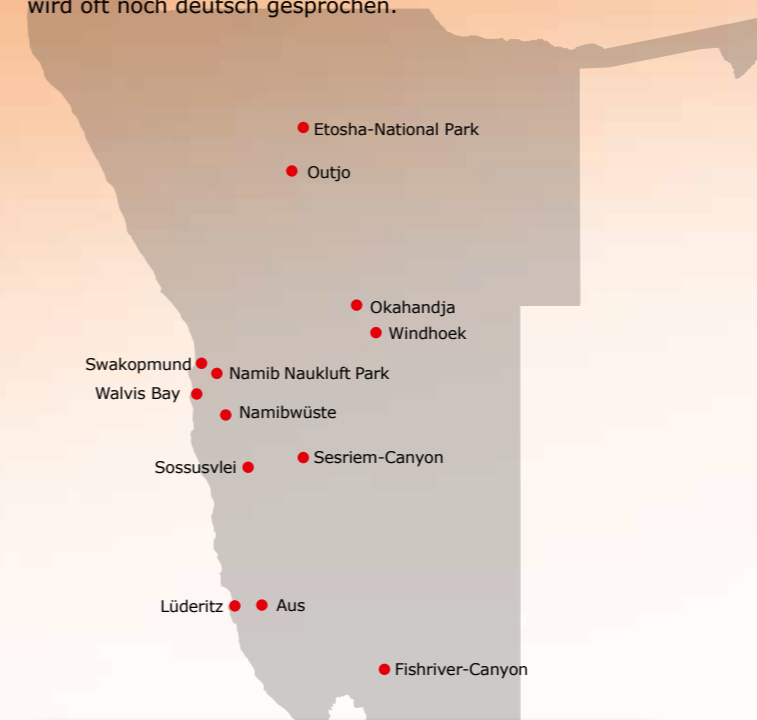 wird oft noch deutsch gesprochen.
Etosha-National Park
Outjo
Okahandja
Windhoek
Swakopmund
Namib Naukluft Park
Walvis Bay
Namibwüste
Sesriem-Canyon
Sossusvlei
Lüderitz
Aus
Fishriver-Canyon